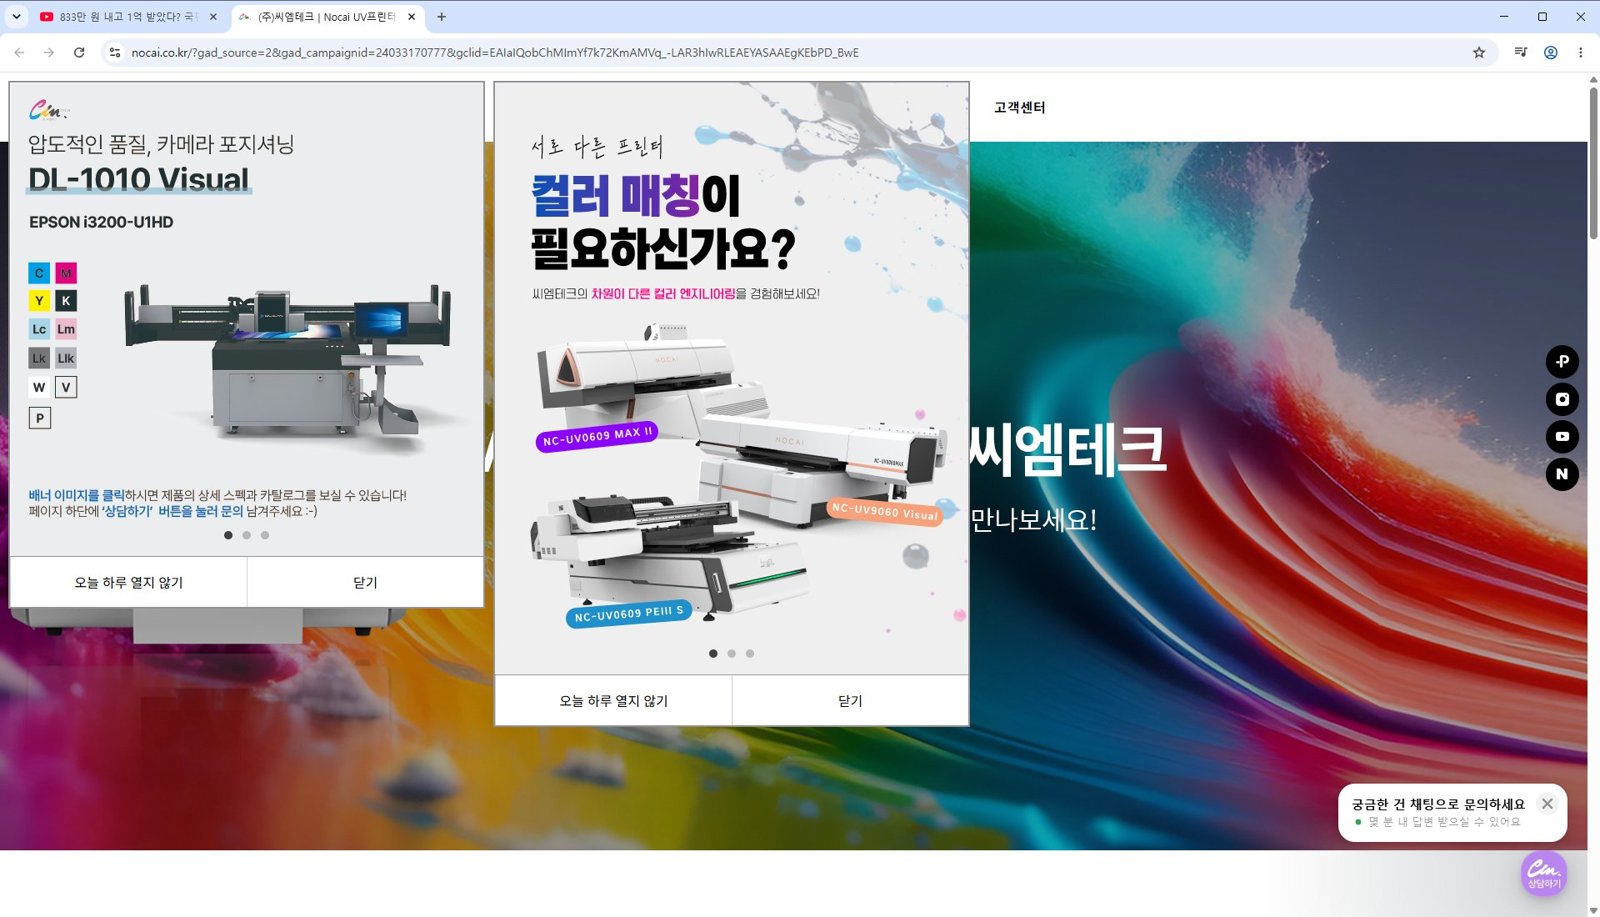 833만 원 내고 1억 받았다? 국
(주)씨엠테크 | Nocai UV프린터
nocai.co.kr/?gad_source=2&gad_campaignid=24033170777&gclid=EAIaIQobChMImYf7k72KmAMVq_-LAR3hIwRLEAEYASAAEgKEbPD_BwE
고객센터
Cin.
압도적인 품질, 카메라 포지셔닝
DL-1010 Visual
EPSON i3200-U1HD
C M
Y K
Lc Lm
Lk Llk
W V
P
배너 이미지를 클릭하시면 제품의 상세 스펙과 카탈로그를 보실 수 있습니다!
페이지 하단에 '상담하기' 버튼을 눌러 문의 남겨주세요 :-)
오늘 하루 열지 않기
닫기
서로 다른 프린터
컬러 매칭이
필요하신가요?
씨엠테크의 차원이 다른 컬러 엔지니어링을 경험해보세요!
NOCAI
NC-UV0609 MAX II
NOCAI
NC-UV9060 Visual
NC-UV0609 PEIII S
오늘 하루 열지 않기
닫기
씨엠테크
만나보세요!
P
N
궁금한 건 채팅으로 문의하세요
몇 분 내 답변 받으실 수 있어요
Cin.
상담하기